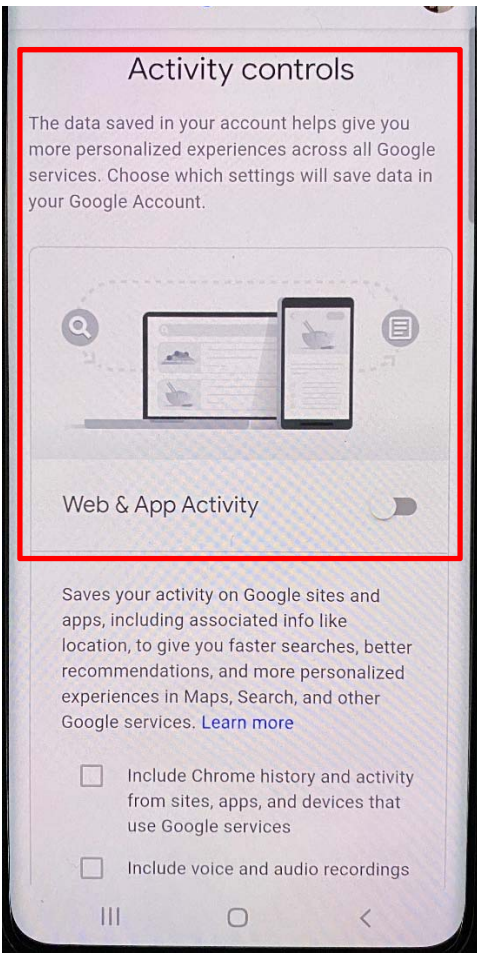 Activity controls
The data saved in your account helps give you
more personalized experiences across all Google
services. Choose which settings will save data in
your Google Account.
Web & App Activity
Saves your activity on Google sites and
apps, including associated info like
location, to give you faster searches, better
recommendations, and more personalized
experiences in Maps, Search, and other
Google services. Learn more
Include Chrome history and activity
from sites, apps, and devices that
use Google services
Include voice and audio recordings